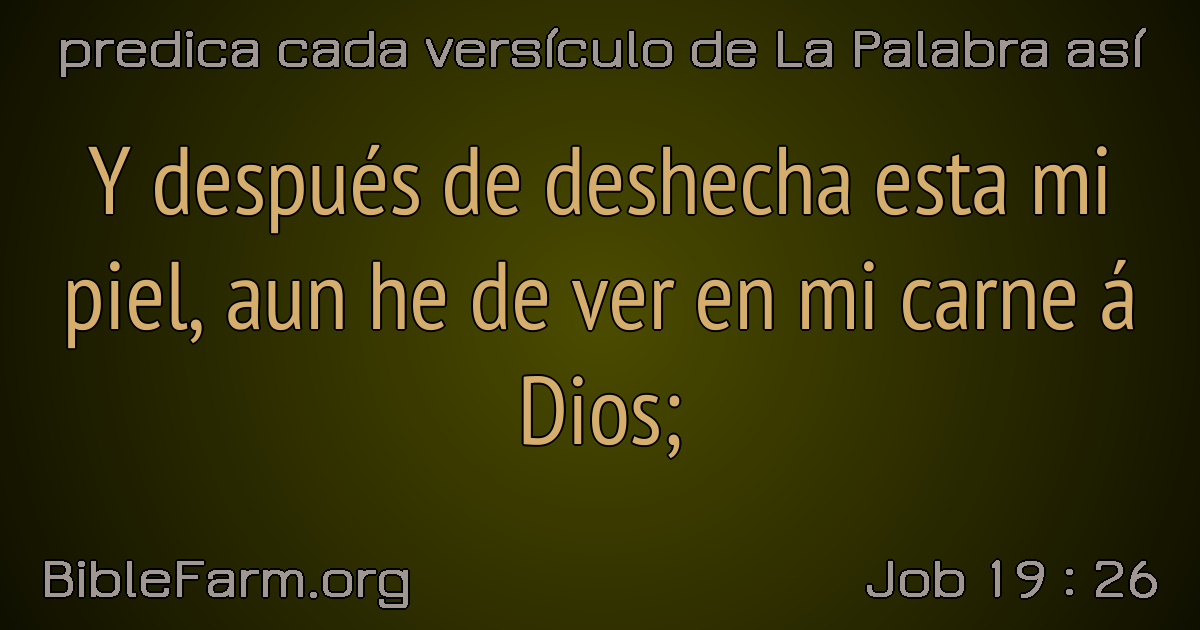 predica cada versículo de La Palabra así
Y después de deshecha esta mi
piel, aun he de ver en mi carne á
Dios;
BibleFarm.org
Job 19 : 26